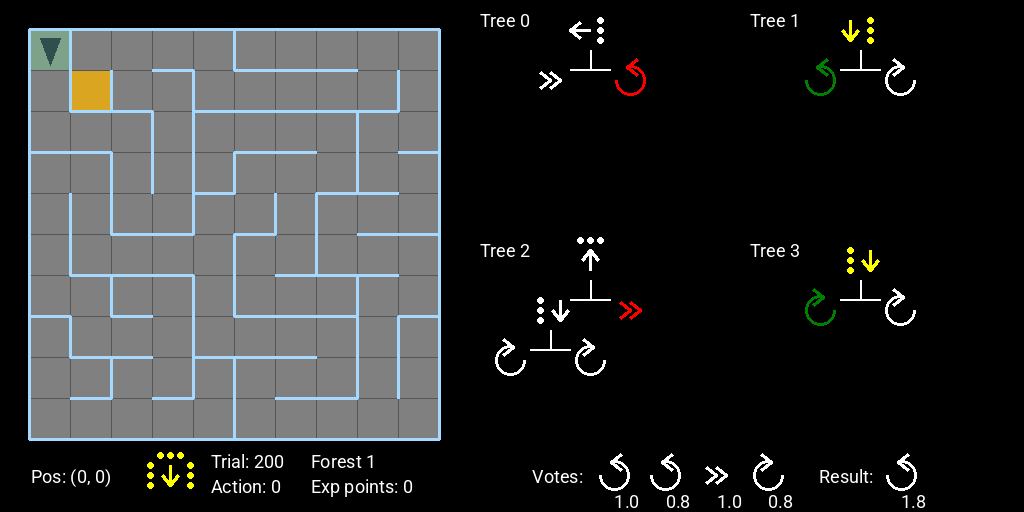 Tree 0
Tree 1
Tree 2
Tree 3
Pos: (0, 0)
Trial: 200
Forest 1
Action: 0
Exp points: 0
Votes:
1.0
0.8
1.0
0.8
Result:
1.8